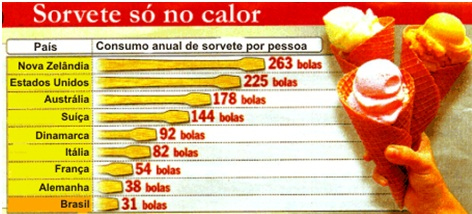 Sorvete só no calor
País Consumo anual de sorvete por pessoa
Nova Zelândia 263 bolas
Estados Unidos 225 bolas
Austrália 178 bolas
Suíça 144 bolas
Dinamarca 92 bolas
Itália 82 bolas
França 54 bolas
Alemanha 38 bolas
Brasil 31 bolas